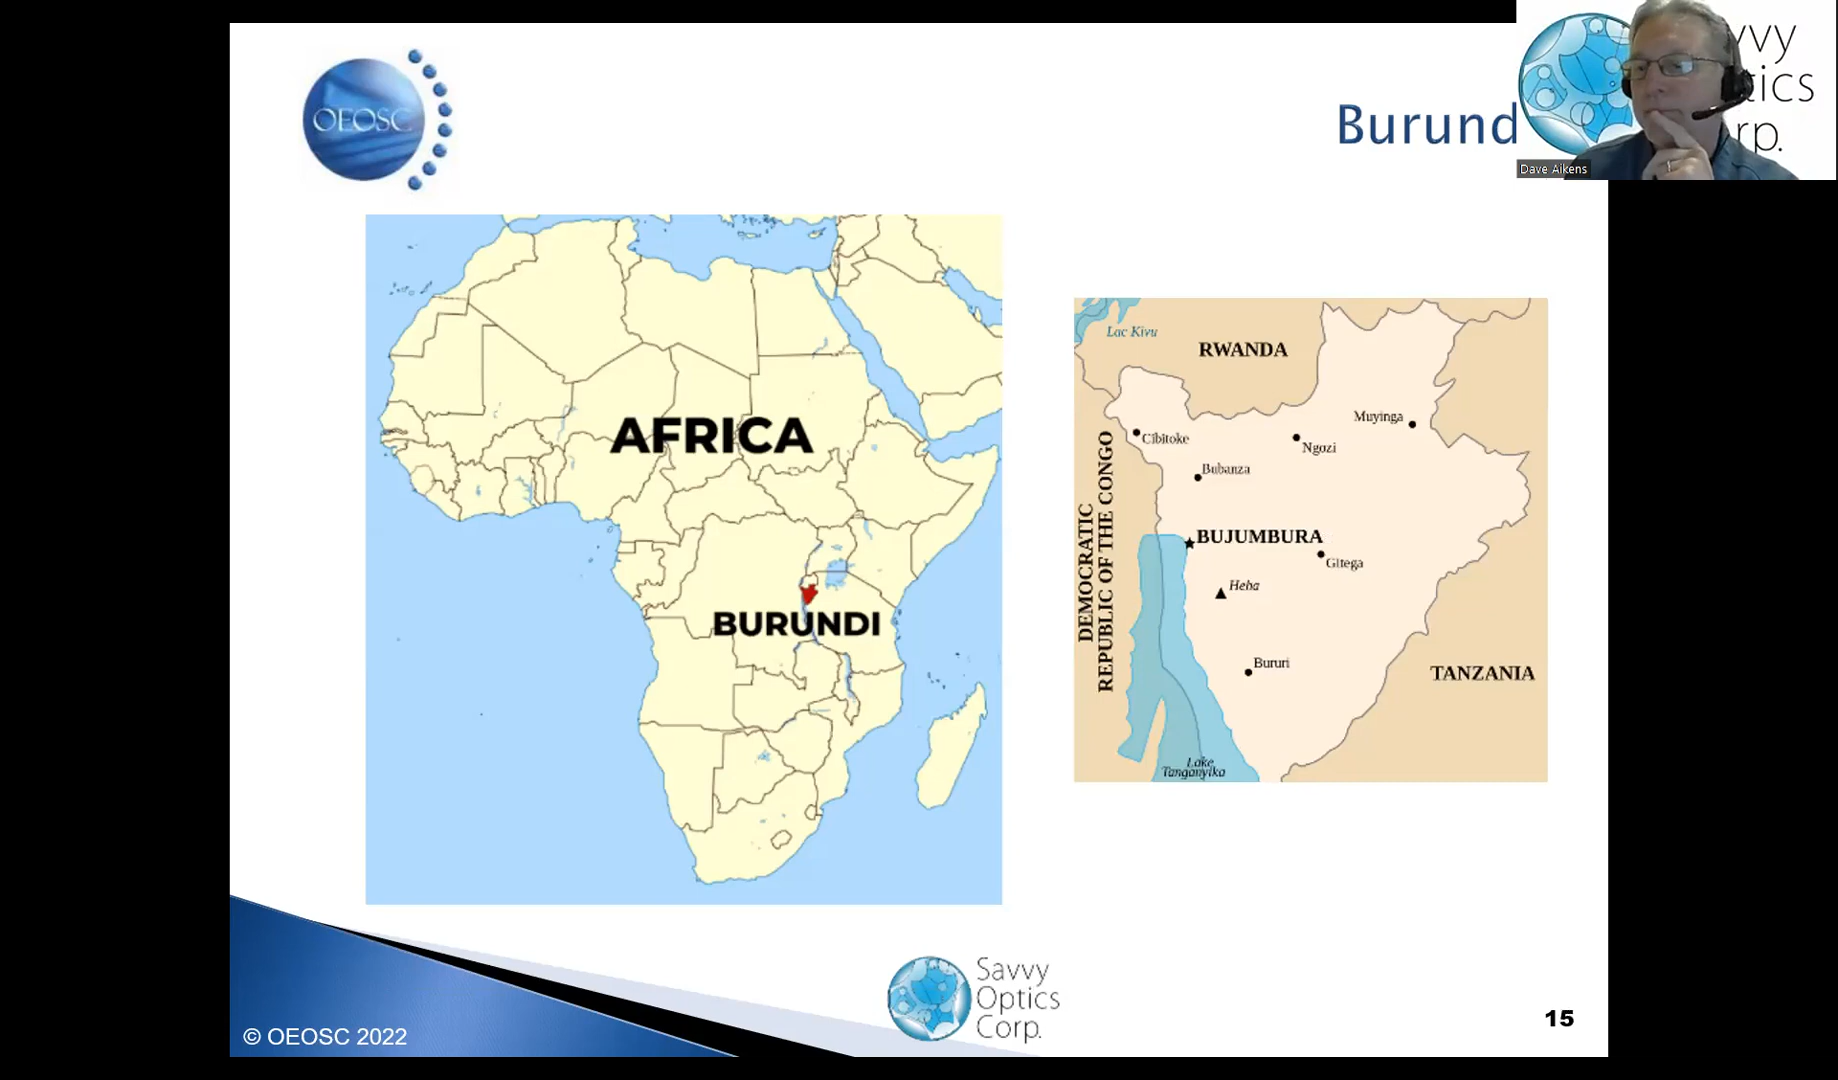 OEOSC
Burund
vvy
tics
rp.
Dave Aikens
AFRICA
BURUNDI
Lac Kivu
RWANDA
Muyinga
Cibitoke
Ngozi
Bubanza
DEMOCRATIC
REPUBLIC OF THE CONGO
BUJUMBURA
Gitega
Heha
Bururi
TANZANIA
Lake
Tanganyika
Savvy
Optics
Corp.
© OEOSC 2022
15